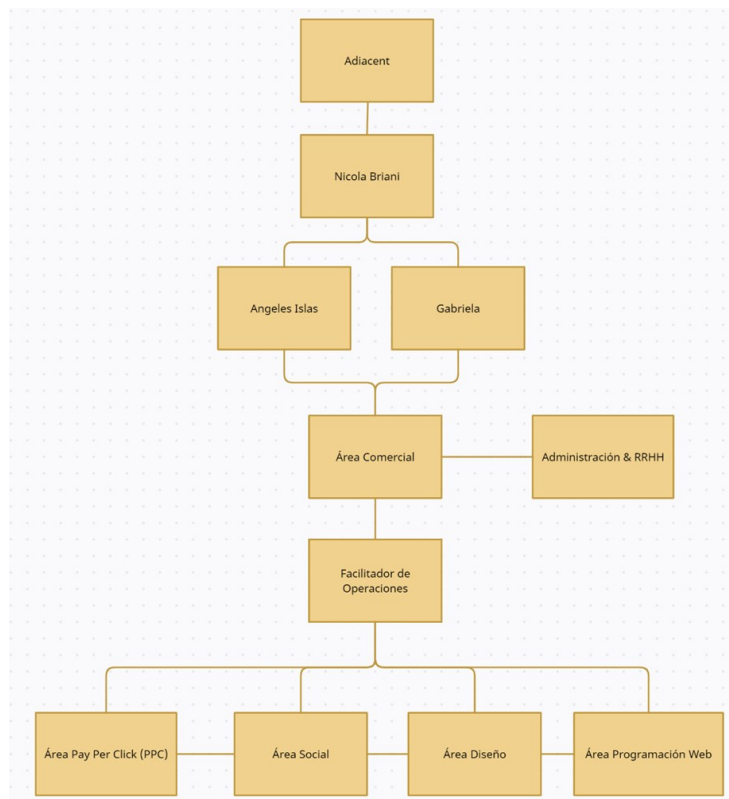 Adiacent
Nicola Briani
Angeles Islas
Gabriela
Área Comercial
Administración & RRHH
Facilitador de
Operaciones
Área Pay Per Click (PPC)
Área Social
Área Diseño
Área Programación Web